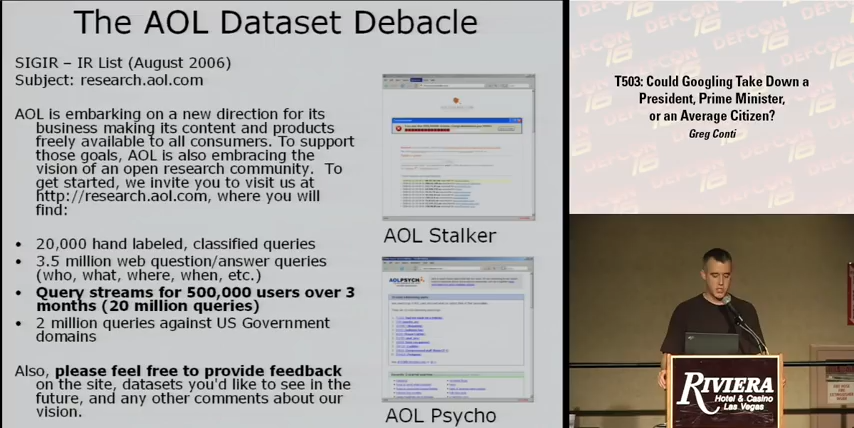 The AOL Dataset Debacle
SIGIR – IR List (August 2006)
Subject: research.aol.com
AOL is embarking on a new direction for its
business making its content and products
freely available to all consumers. To support
those goals, AOL is also embracing the
vision of an open research community. To
get started, we invite you to visit us at
http://research.aol.com, where you will
find:
• 20,000 hand labeled, classified queries
• 3.5 million web question/answer queries
(who, what, where, when, etc.)
• Query streams for 500,000 users over 3
months (20 million queries)
• 2 million queries against US Government
domains
Also, please feel free to provide feedback
on the site, datasets you'd like to see in the
future, and any other comments about our
vision.
AOL Stalker
AOLPSYCHO
AOL Psycho
DEFCON 16
T503: Could Googling Take Down a
President, Prime Minister,
or an Average Citizen?
Greg Conti
RIVIERA
Hotel & Casino
Las Vegas